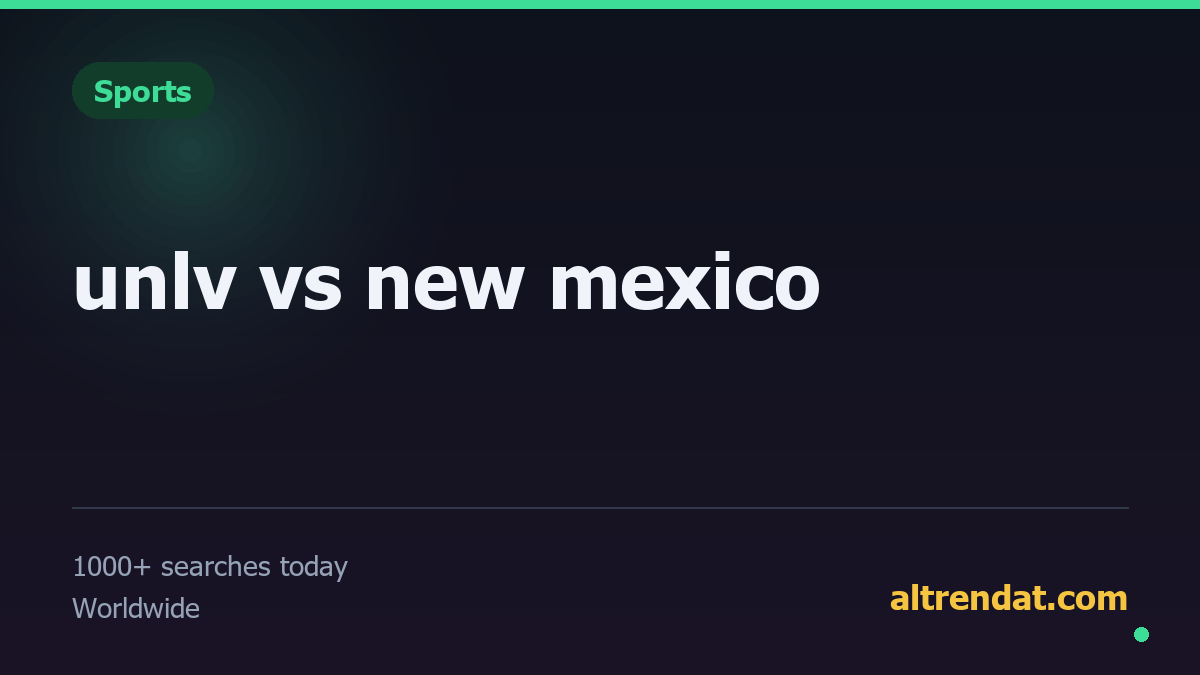 Sports
unlv vs new mexico
1000+ searches today
Worldwide
altrendat.com